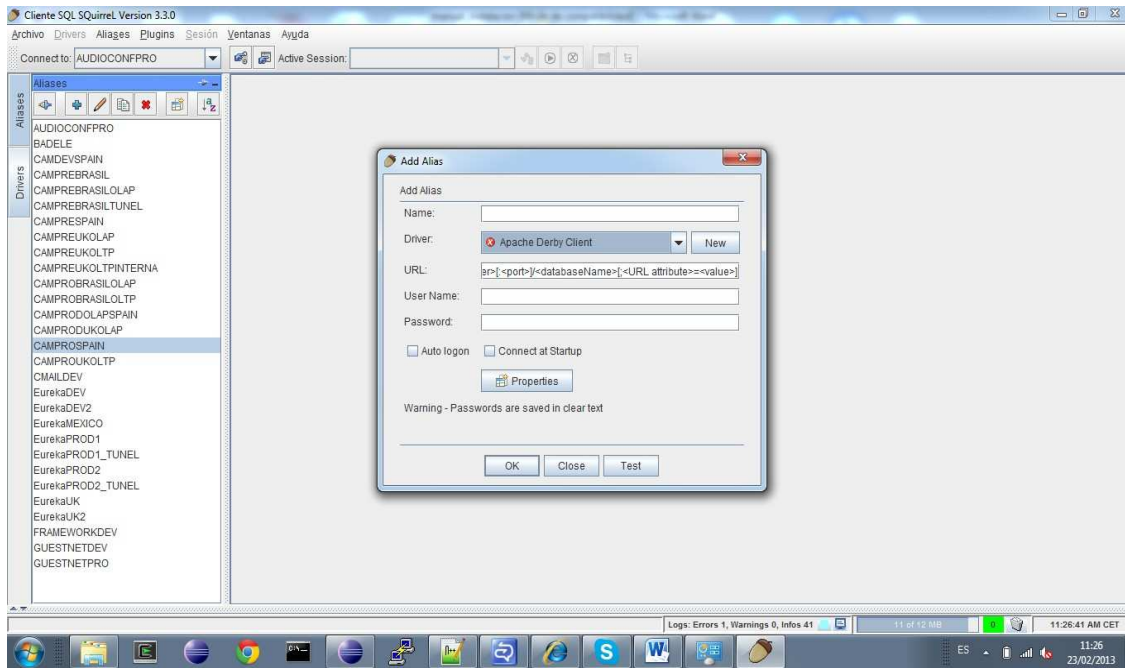 Cliente SQL SQuirreL Version 3.3.0
Archivo Drivers Aliases Plugins Sesión Ventanas Ayuda
Connect to: AUDIOCONFPRO Active Session:
Aliases
Drivers
Aliases
AUDIOCONFPRO
BADELE
CAMDEVSPAIN
CAMPREBRASIL
CAMPREBRASILOLAP
CAMPREBRASILTUNEL
CAMPRESPAIN
CAMPREUKOLAP
CAMPREUKOLTP
CAMPREUKOLTPINTERNA
CAMPROBRASILOLAP
CAMPROBRASILOLTP
CAMPRODOLAPSPAIN
CAMPRODUKOLAP
CAMPROSPAIN
CAMPROUKOLTP
CMAILDEV
EurekaDEV
EurekaDEV2
EurekaMEXICO
EurekaPROD1
EurekaPROD1_TUNEL
EurekaPROD2
EurekaPROD2_TUNEL
EurekaUK
EurekaUK2
FRAMEWORKDEV
GUESTNETDEV
GUESTNETPRO
Add Alias
Add Alias
Name:
Driver: Apache Derby Client New
URL: er>[:<port>]/<databaseName>[;<URL attribute>=<value>]
User Name:
Password:
Auto logon Connect at Startup
Properties
Warning - Passwords are saved in clear text
OK Close Test
Logs: Errors 1, Warnings 0, Infos 41 11 of 12 MB 0 11:26:41 AM CET
ES 11:26
23/02/2013